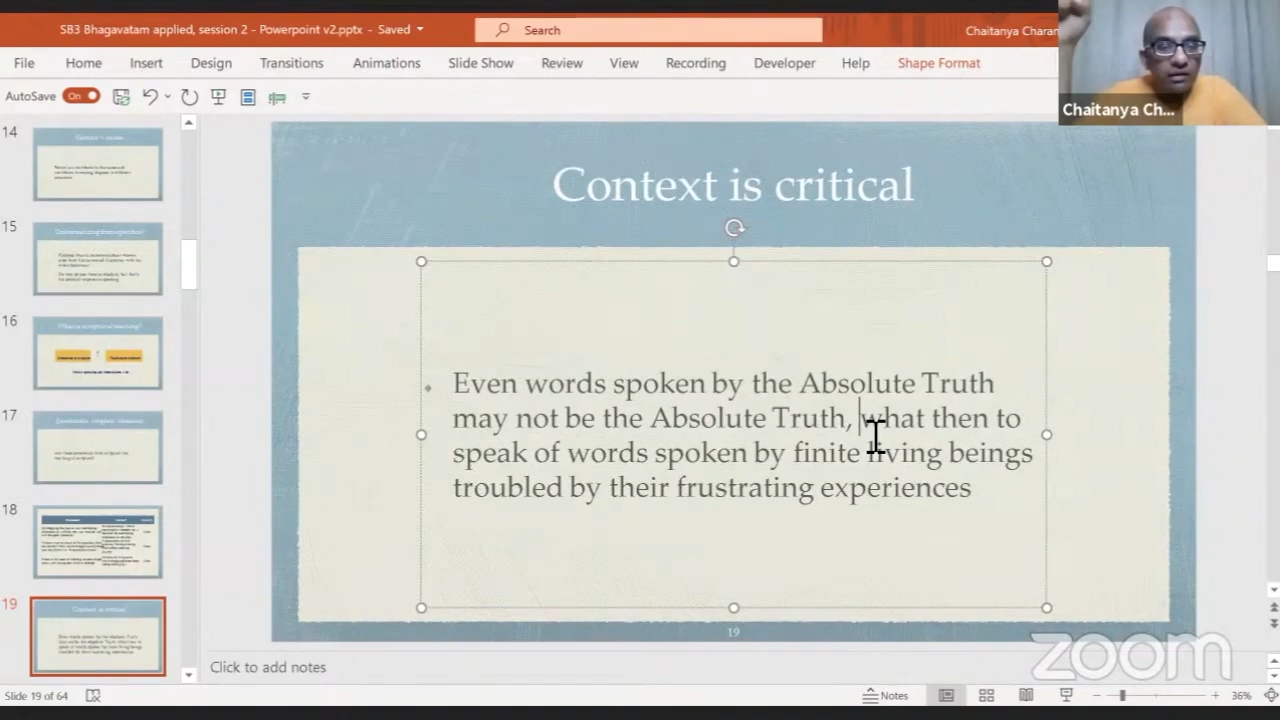 SB3 Bhagavatam applied, session 2 - Powerpoint v2.pptx - Saved
Search
Chaitanya Charan
File Home Insert Design Transitions Animations Slide Show Review View Recording Developer Help Shape Format
AutoSave On
Chaitanya Ch...
14
15
16
17
18
19
Context is critical
Context is critical
Even words spoken by the Absolute Truth
may not be the Absolute Truth, what then to
speak of words spoken by finite living beings
troubled by their frustrating experiences
19
zoom
Click to add notes
Slide 19 of 64
Notes
36%